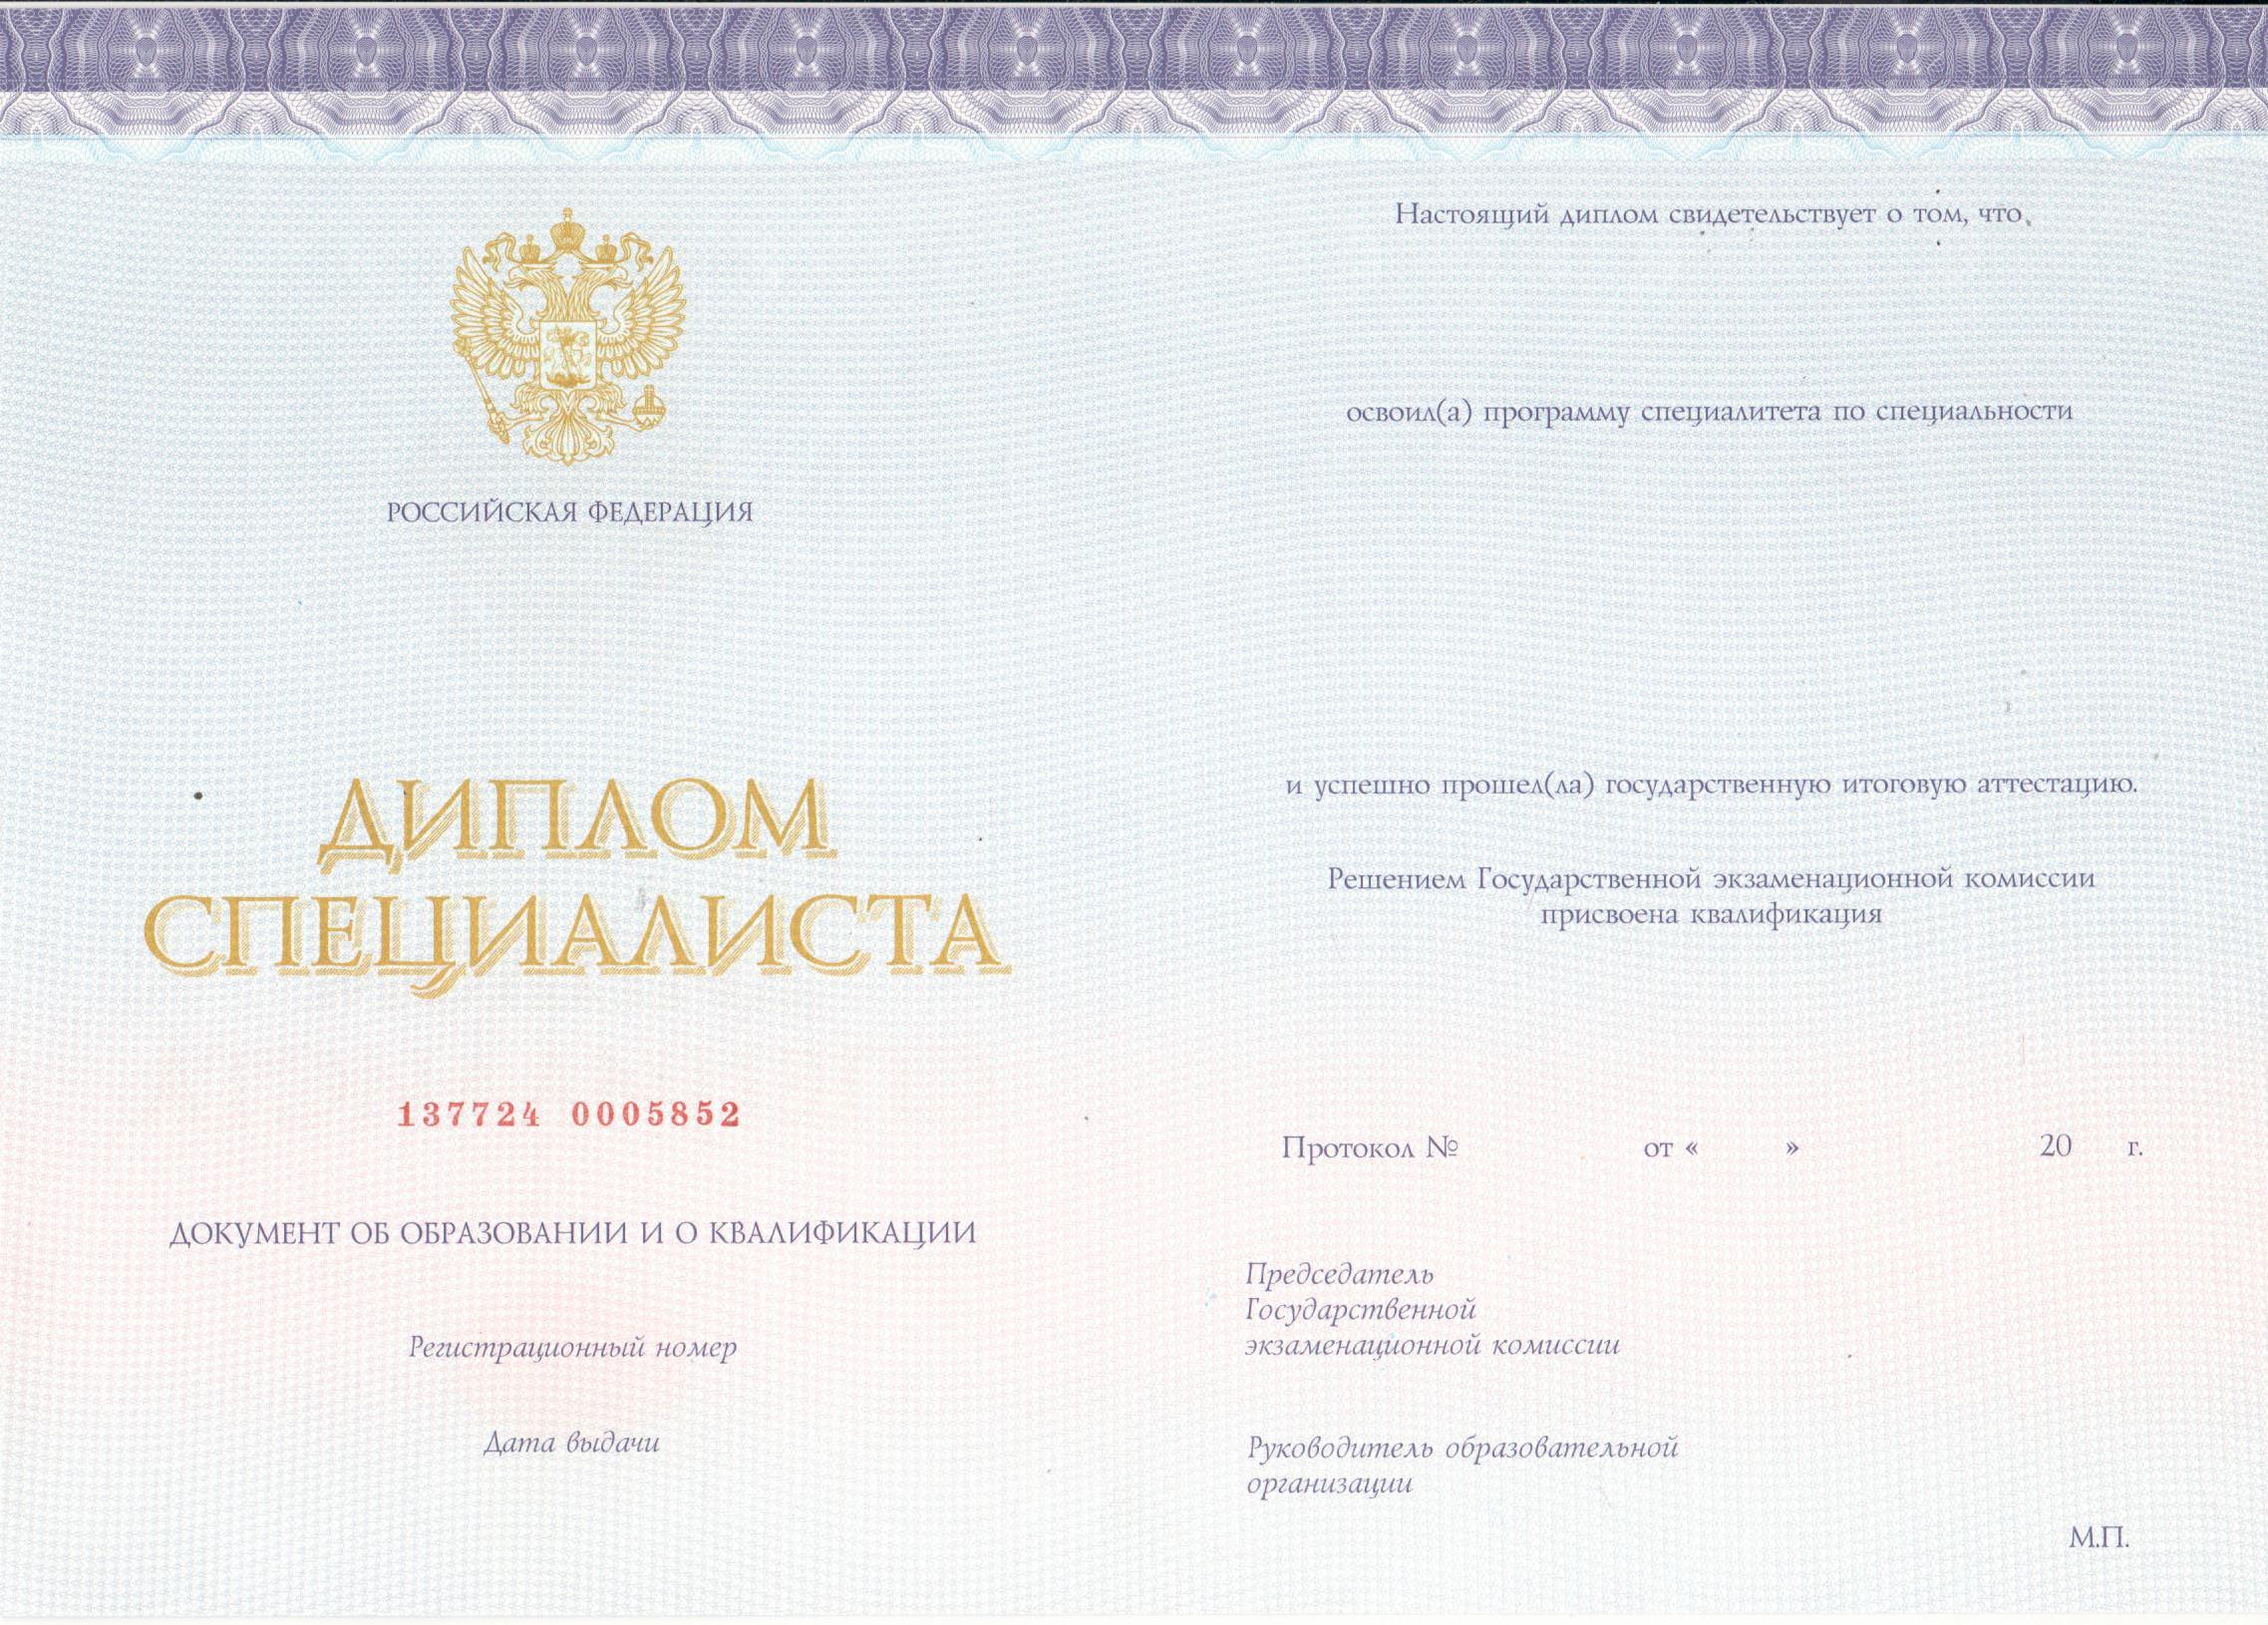 РОССИЙСКАЯ ФЕДЕРАЦИЯ
ДИПЛОМ
СПЕЦИАЛИСТА
137724 0005852
ДОКУМЕНТ ОБ ОБРАЗОВАНИИ И О КВАЛИФИКАЦИИ
Регистрационный номер
Дата выдачи
Настоящий диплом свидетельствует о том, что
освоил(а) программу специалитета по специальности
и успешно прошел(ла) государственную итоговую аттестацию.
Решением Государственной экзаменационной комиссии
присвоена квалификация
Протокол № от « » 20 г.
Председатель
Государственной
экзаменационной комиссии
Руководитель образовательной
организации
М.П.